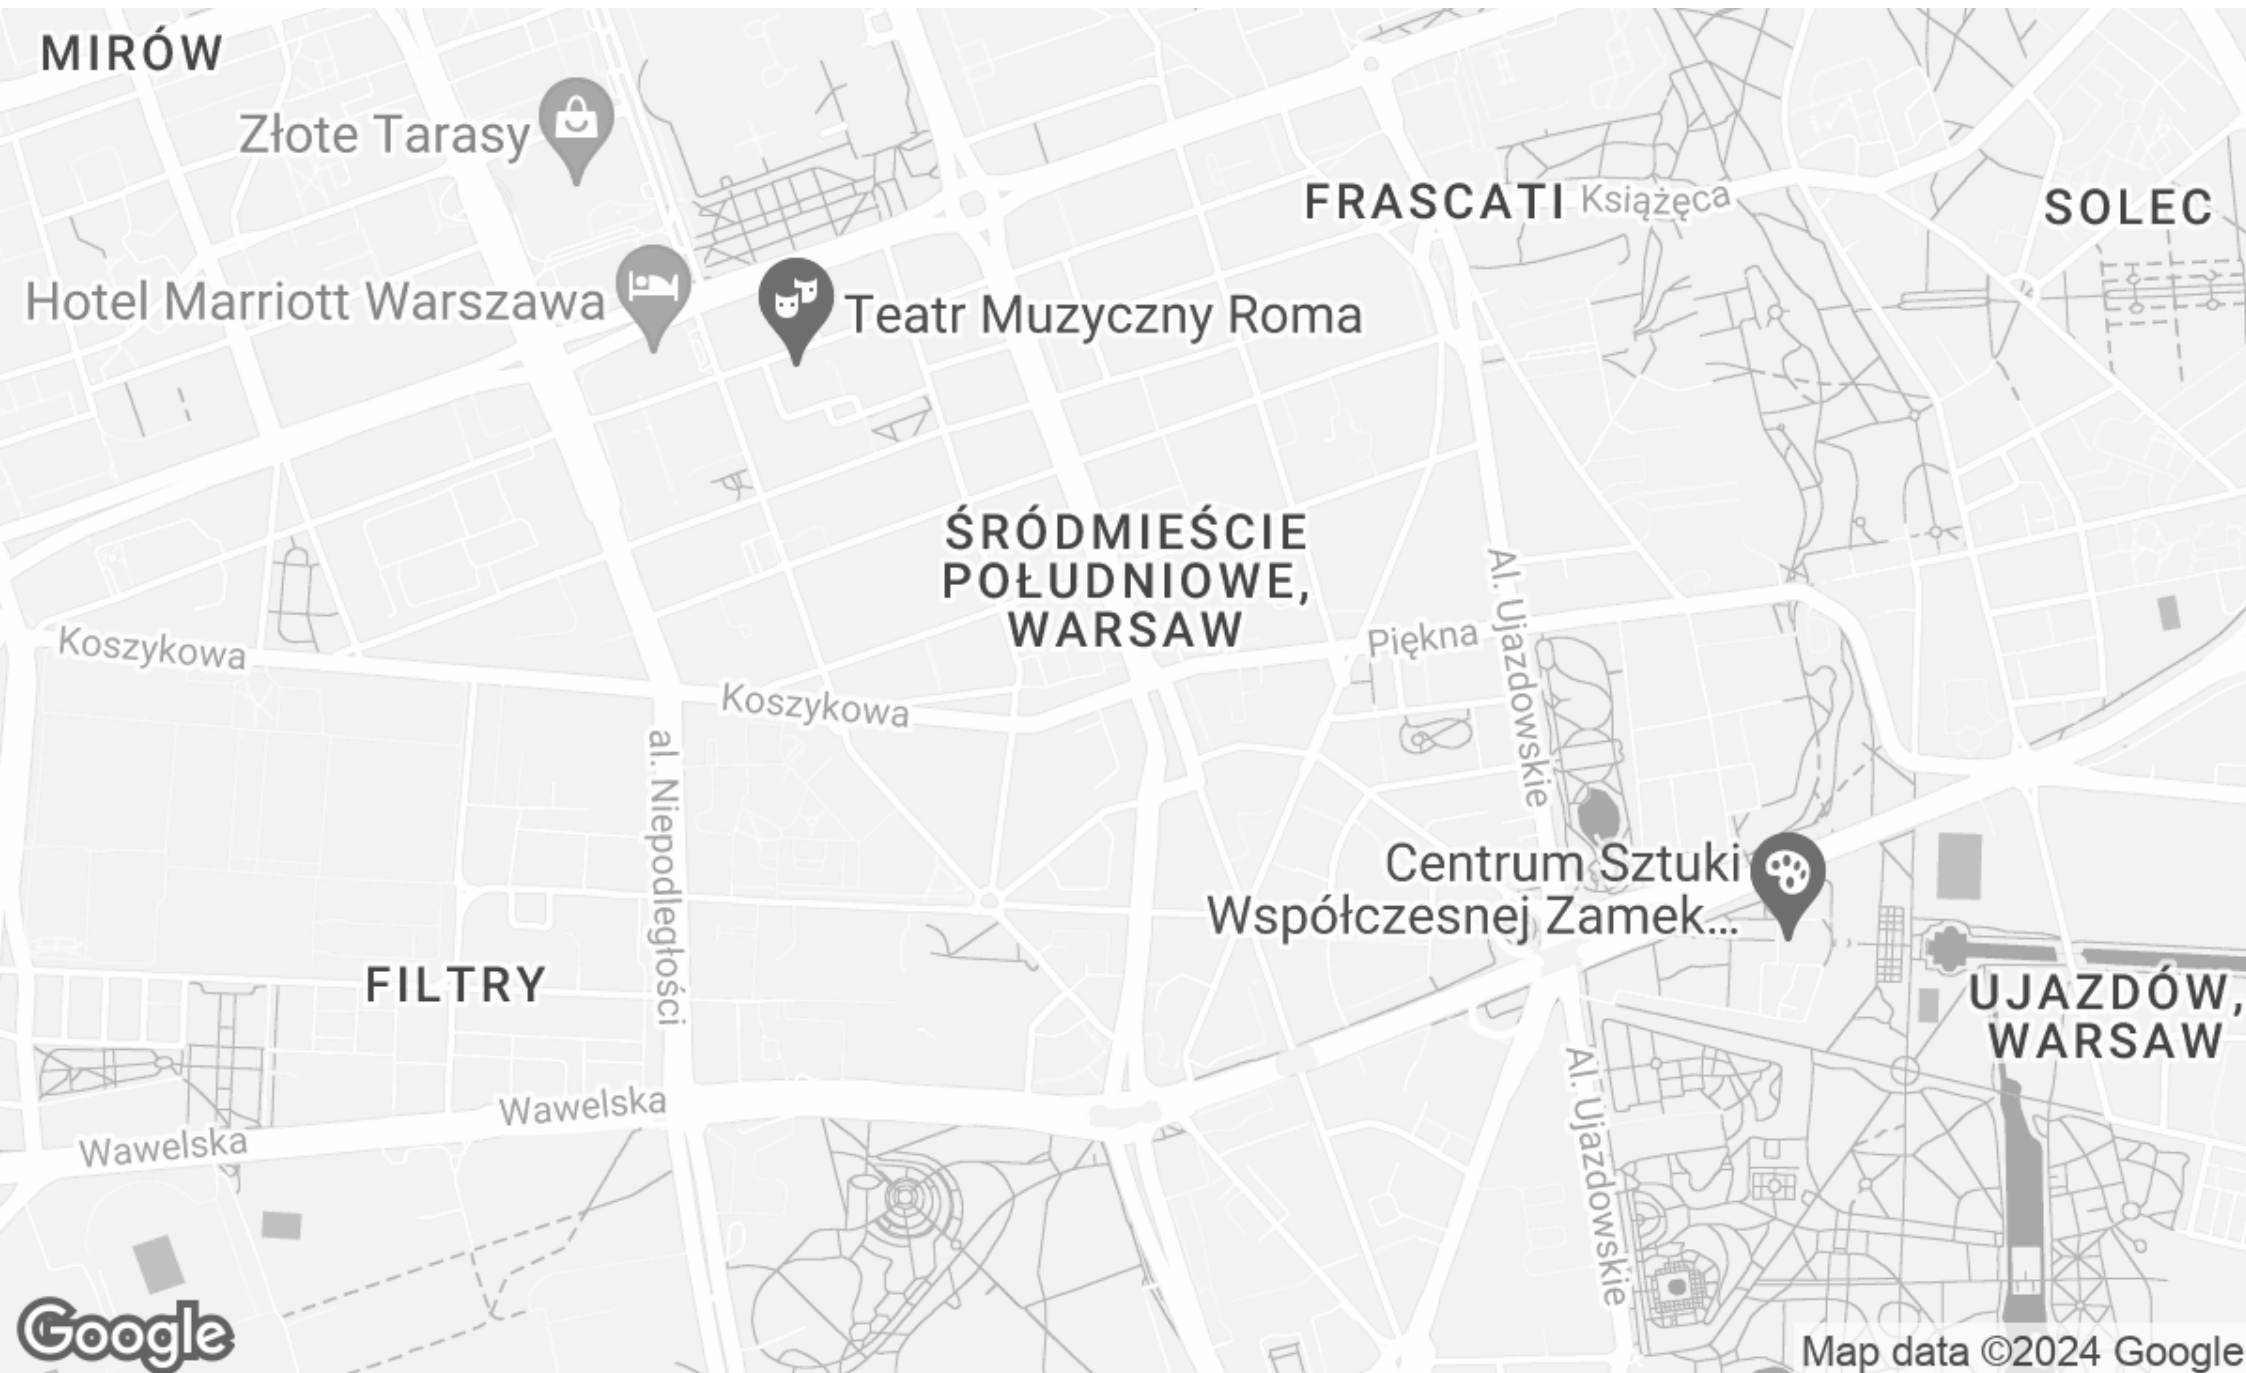 MIRÓW
Złote Tarasy
FRASCATI
Książęca
SOLEC
Hotel Marriott Warszawa
Teatr Muzyczny Roma
ŚRÓDMIEŚCIE
POŁUDNIOWE,
WARSAW
Al. Ujazdowskie
Piękna
Koszykowa
Koszykowa
al. Niepodległości
Centrum Sztuki
Współczesnej Zamek...
FILTRY
UJAZDÓW,
WARSAW
Wawelska
Wawelska
Al. Ujazdowskie
Google
Map data ©2024 Google